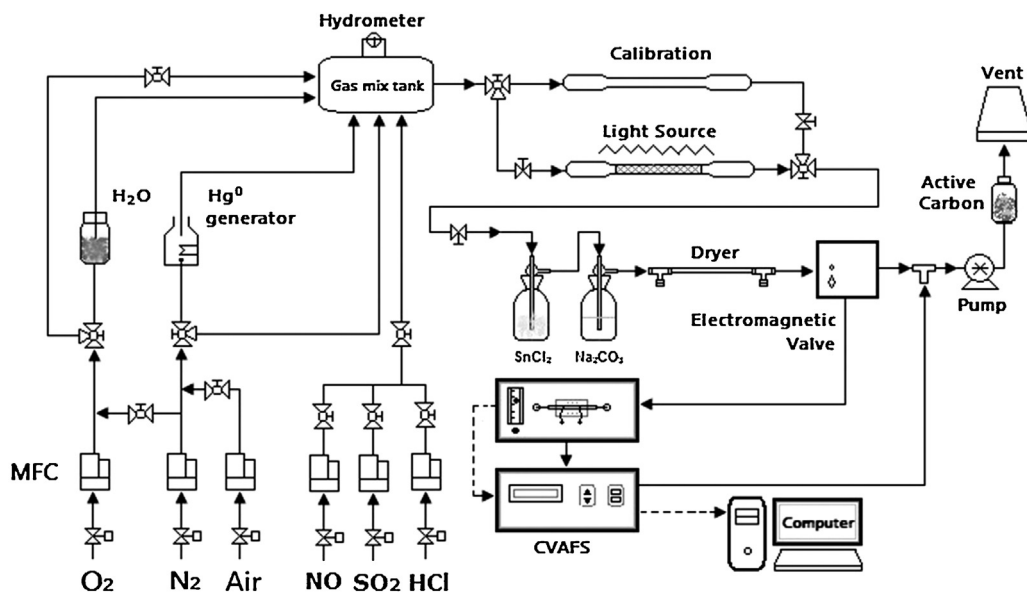 Hydrometer
Gas mix tank
Calibration
Light Source
Vent
Active
Carbon
H₂O
Hg⁰
generator
Dryer
Pump
Electromagnetic
Valve
SnCl₂
Na₂CO₃
MFC
CVAFS
Computer
O₂
N₂
Air
NO
SO₂
HCl